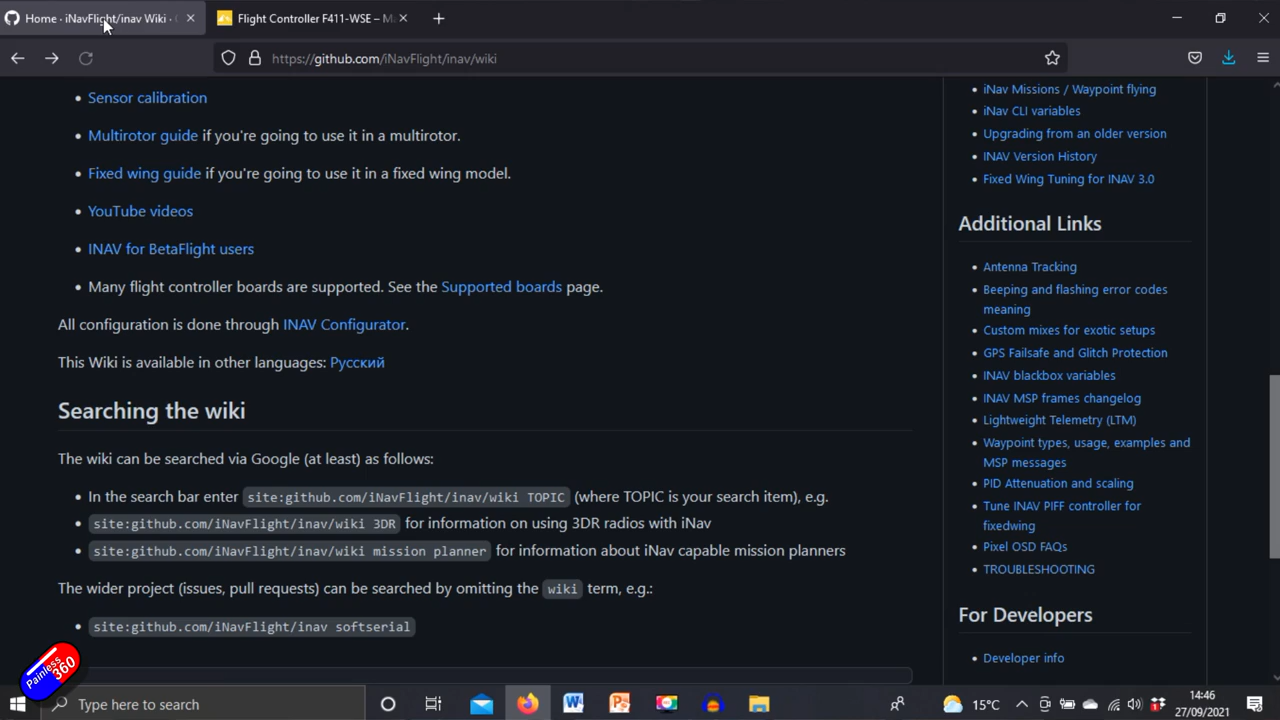 Home · iNavFlight/inav Wiki ·
Flight Controller F411-WSE – M
https://github.com/iNavFlight/inav/wiki
Sensor calibration
Multirotor guide if you're going to use it in a multirotor.
Fixed wing guide if you're going to use it in a fixed wing model.
YouTube videos
INAV for BetaFlight users
Many flight controller boards are supported. See the Supported boards page.
All configuration is done through INAV Configurator.
This Wiki is available in other languages: Русский
Searching the wiki
The wiki can be searched via Google (at least) as follows:
In the search bar enter site:github.com/iNavFlight/inav/wiki TOPIC (where TOPIC is your search item), e.g.
site:github.com/iNavFlight/inav/wiki 3DR for information on using 3DR radios with iNav
site:github.com/iNavFlight/inav/wiki mission planner for information about iNav capable mission planners
The wider project (issues, pull requests) can be searched by omitting the wiki term, e.g.:
site:github.com/iNavFlight/inav softserial
iNav Missions / Waypoint flying
iNav CLI variables
Upgrading from an older version
INAV Version History
Fixed Wing Tuning for INAV 3.0
Additional Links
Antenna Tracking
Beeping and flashing error codes
meaning
Custom mixes for exotic setups
GPS Failsafe and Glitch Protection
INAV blackbox variables
INAV MSP frames changelog
Lightweight Telemetry (LTM)
Waypoint types, usage, examples and
MSP messages
PID Attenuation and scaling
Tune INAV PIFF controller for
fixedwing
Pixel OSD FAQs
TROUBLESHOOTING
For Developers
Developer info
Painless
360
Type here to search
15°C
14:46
27/09/2021